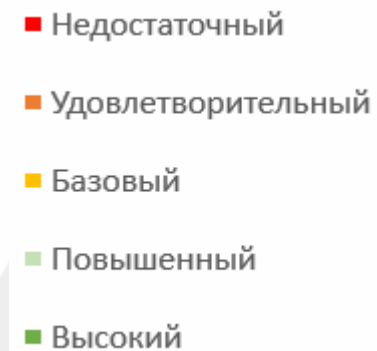 Недостаточный
Удовлетворительный
Базовый
Повышенный
Высокий